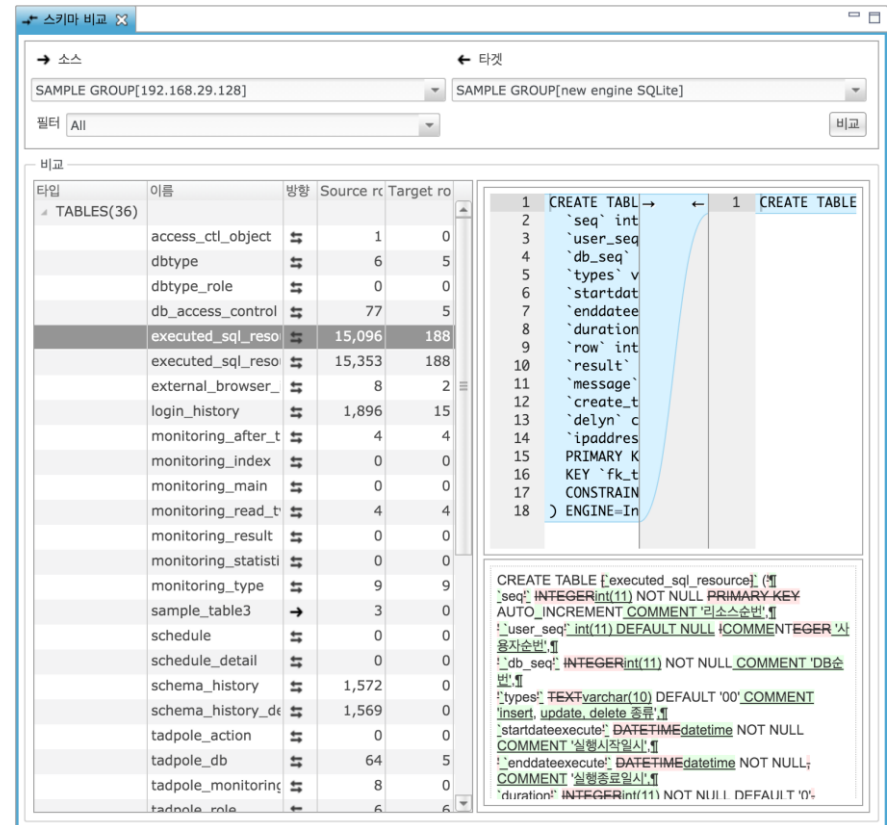 스키마 비교
소스
타겟
SAMPLE GROUP[192.168.29.128]
SAMPLE GROUP[new engine SQLite]
필터 All
비교
비교
타입 이름 방향 Source ro Target ro
TABLES(36)
access_ctl_object 1 0
dbtype 6 5
dbtype_role 0 0
db_access_control 77 5
executed_sql_reso 15,096 188
executed_sql_reso 15,353 188
external_browser_ 8 2
login_history 1,896 15
monitoring_after_t 4 4
monitoring_index 0 0
monitoring_main 0 0
monitoring_read_t 4 4
monitoring_result 0 0
monitoring_statisti 0 0
monitoring_type 9 9
sample_table3 3 0
schedule 0 0
schedule_detail 0 0
schema_history 1,572 0
schema_history_de 1,569 0
tadpole_action 0 0
tadpole_db 64 5
tadpole_monitoring 8 0
tadpole_role 6 6
1 CREATE TABL
2 `seq` int
3 `user_seq
4 `db_seq`
5 `types` v
6 `startdat
7 `enddatee
8 `duration
9 `row` int
10 `result`
11 `message`
12 `create_t
13 `delyn` c
14 `ipaddres
15 PRIMARY K
16 KEY `fk_t
17 CONSTRAIN
18 ) ENGINE=In
1 CREATE TABLE
CREATE TABLE [`executed_sql_resource]` ('¶
`seq'` INTEGERint(11) NOT NULL PRIMARY KEY
AUTO_INCREMENT COMMENT '리소스순번',¶
'`user_seq'` int(11) DEFAULT NULL ICOMMENTEGER '사
용자순번',¶
'`db_seq'` INTEGERint(11) NOT NULL COMMENT 'DB순
번',¶
'`types'` TEXTvarchar(10) DEFAULT '00' COMMENT
'insert, update, delete 종류',¶
`startdateexecute'` DATETIMEdatetime NOT NULL
COMMENT '실행시작일시',¶
'`enddateexecute'` DATETIMEdatetime NOT NULL,
COMMENT '실행종료일시',¶
`duration'` INTEGERint(11) NOT NULL DEFAULT '0',